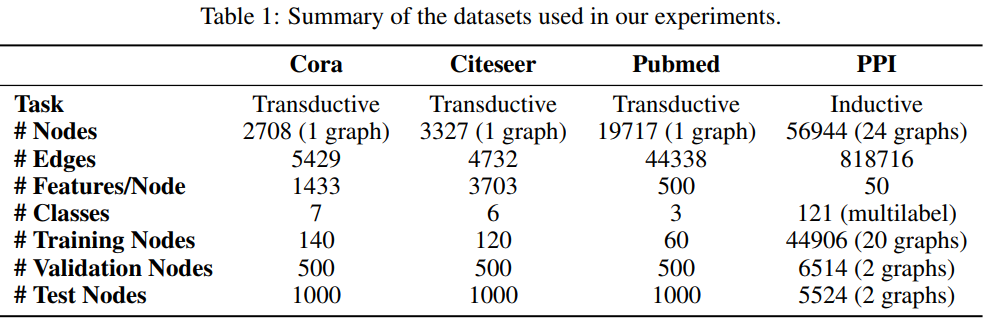 Table 1: Summary of the datasets used in our experiments.
Cora Citeseer Pubmed PPI
Task Transductive Transductive Transductive Inductive
# Nodes 2708 (1 graph) 3327 (1 graph) 19717 (1 graph) 56944 (24 graphs)
# Edges 5429 4732 44338 818716
# Features/Node 1433 3703 500 50
# Classes 7 6 3 121 (multilabel)
# Training Nodes 140 120 60 44906 (20 graphs)
# Validation Nodes 500 500 500 6514 (2 graphs)
# Test Nodes 1000 1000 1000 5524 (2 graphs)